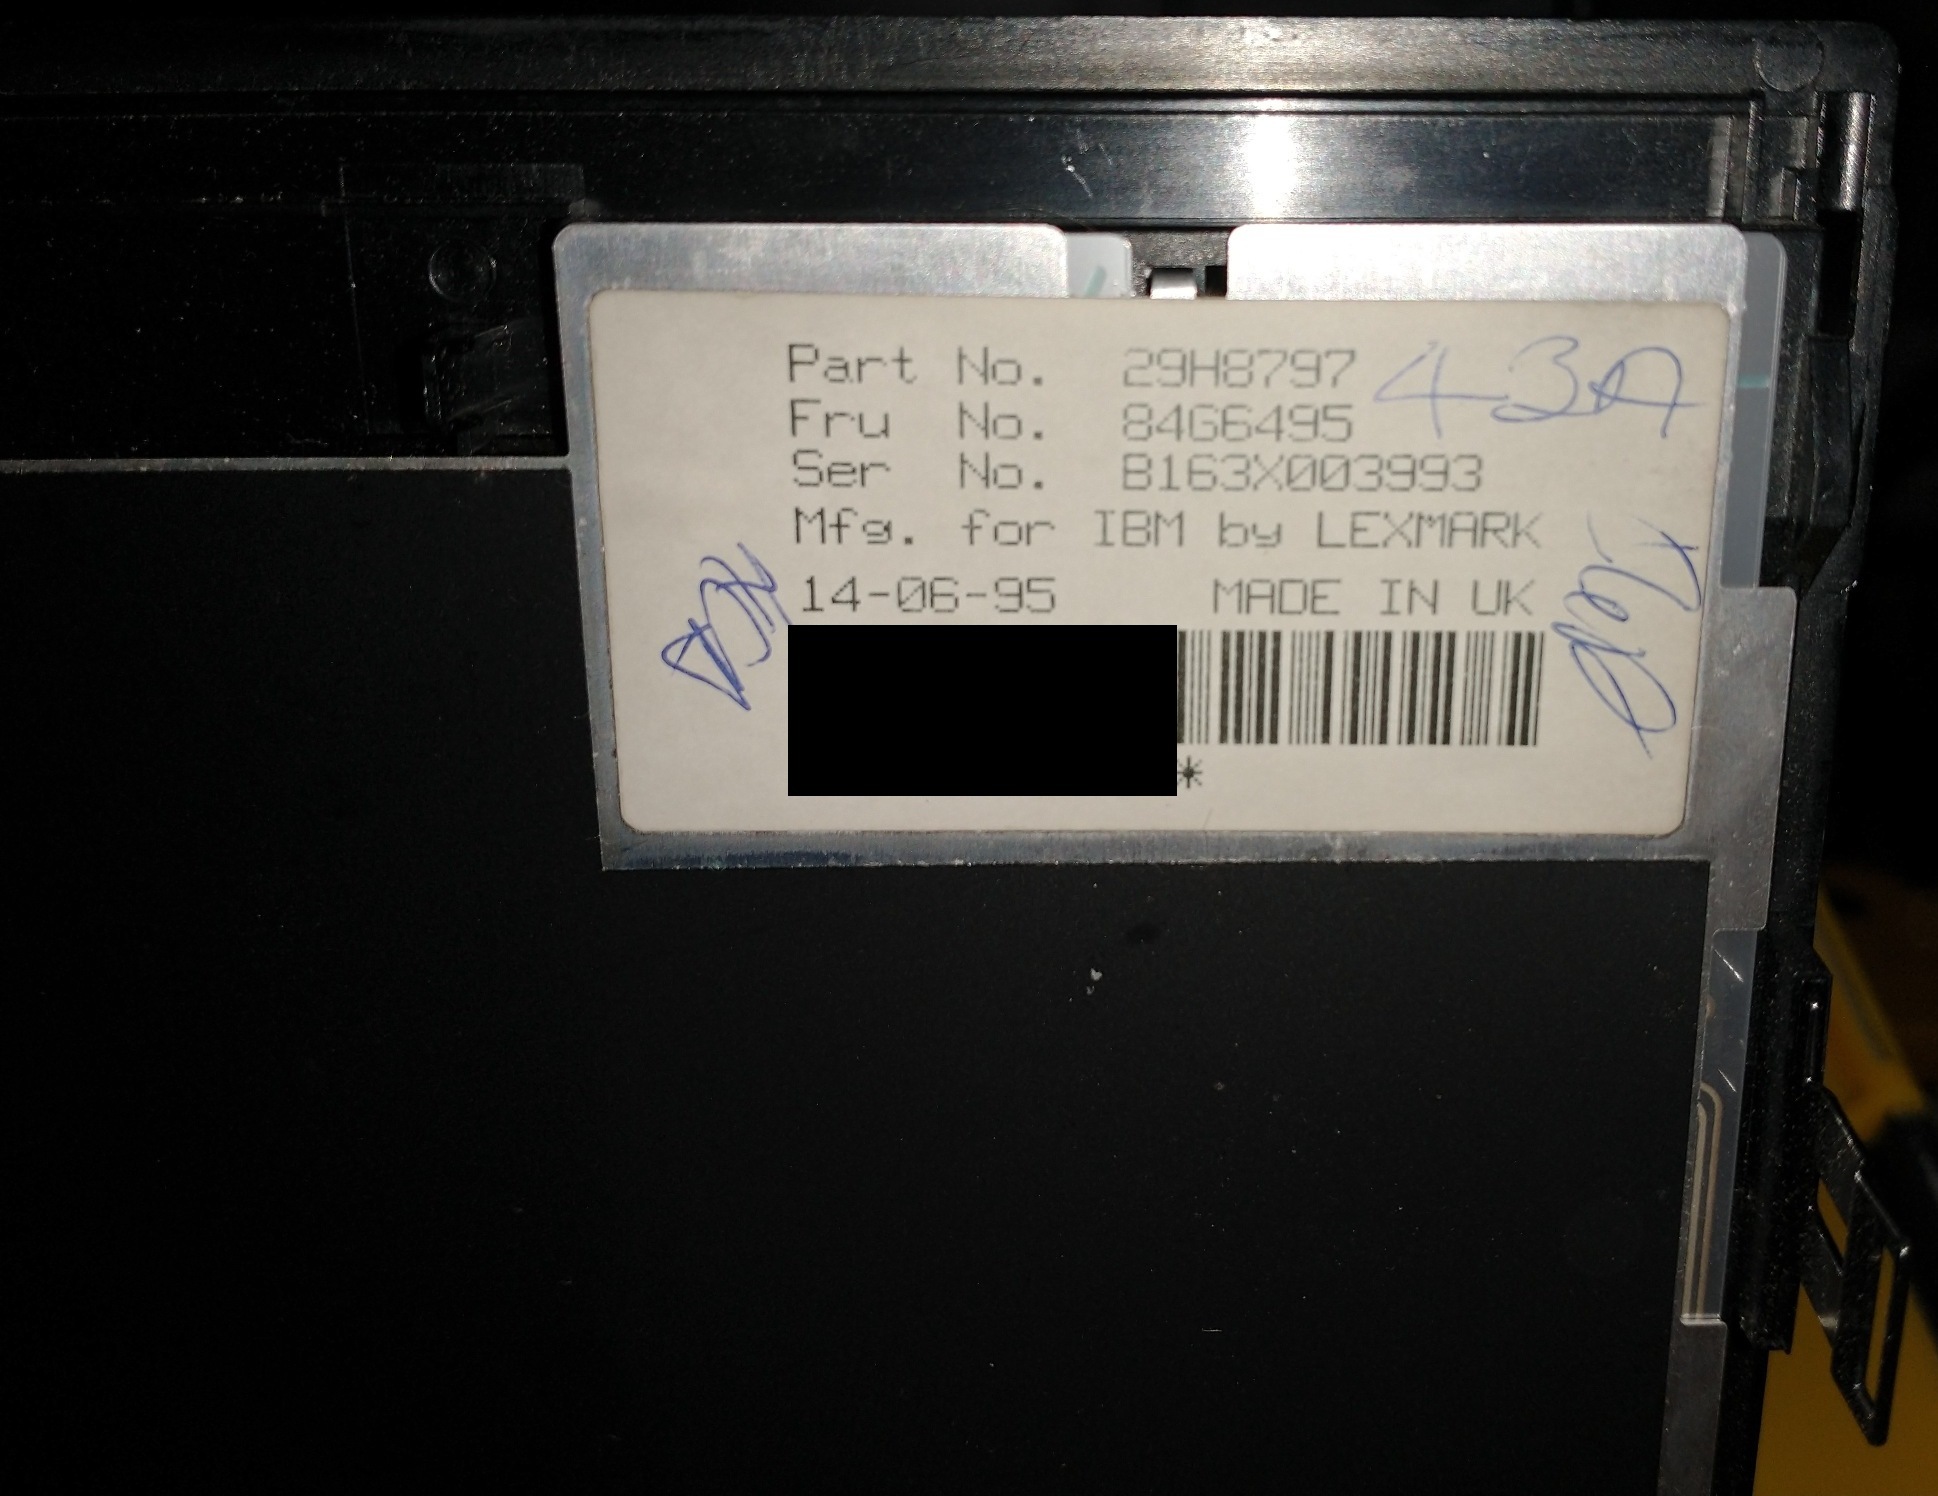 Part No. 29H8797 43A
Fru No. 84G6495
Ser No. B163X003993
Mfg. for IBM by LEXMARK
14-06-95 MADE IN UK
*